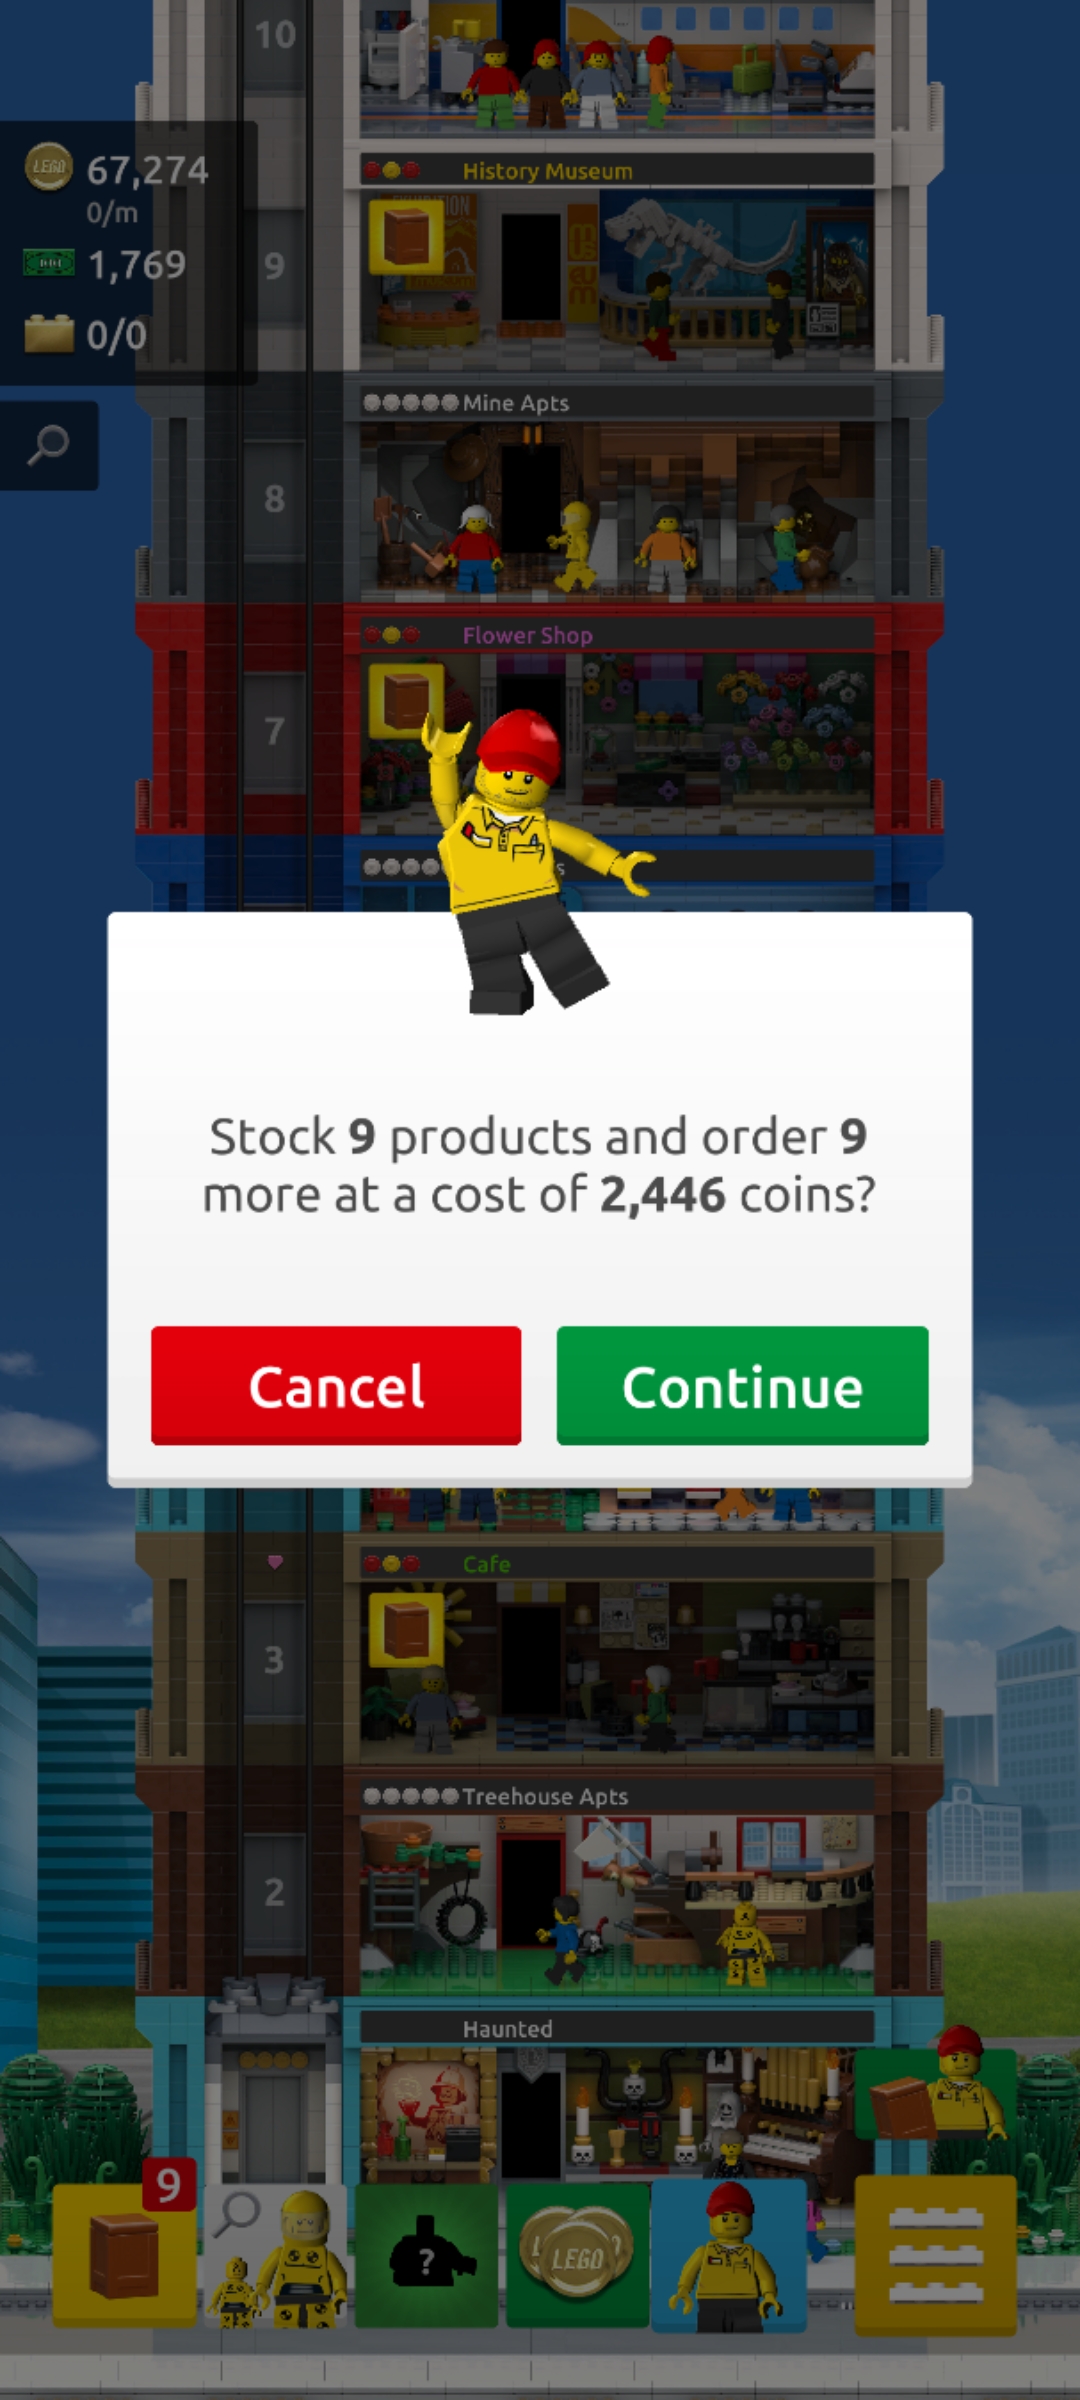 10
LEGO 67,274
0/m
1,769
0/0
History Museum
9
MUSEUM
Mine Apts
8
Flower Shop
7
Stock 9 products and order 9
more at a cost of 2,446 coins?
Cancel
Continue
Cafe
3
Treehouse Apts
2
Haunted
9
?
LEGO